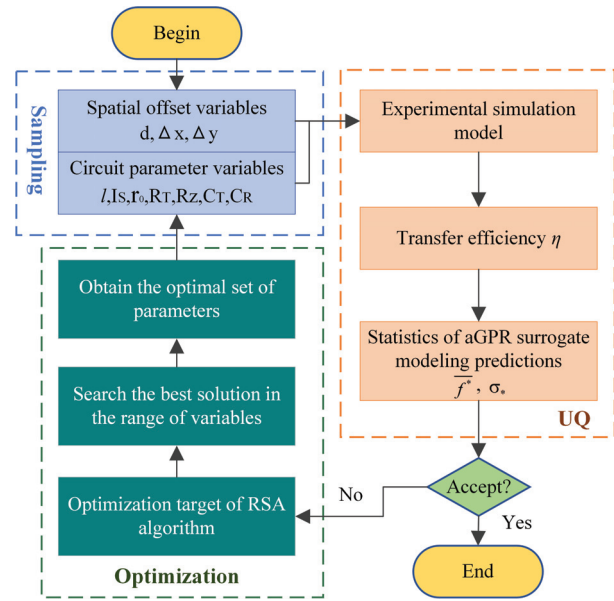 Begin
Sampling
Spatial offset variables
d, Δ x, Δ y
Circuit parameter variables
l,IS,r₀,RT,RZ,CT,CR
Experimental simulation
model
Transfer efficiency η
Statistics of aGPR surrogate
modeling predictions
f̅*, σ*
UQ
Obtain the optimal set of
parameters
Search the best solution in
the range of variables
Optimization target of RSA
algorithm
Optimization
Accept?
No
Yes
End